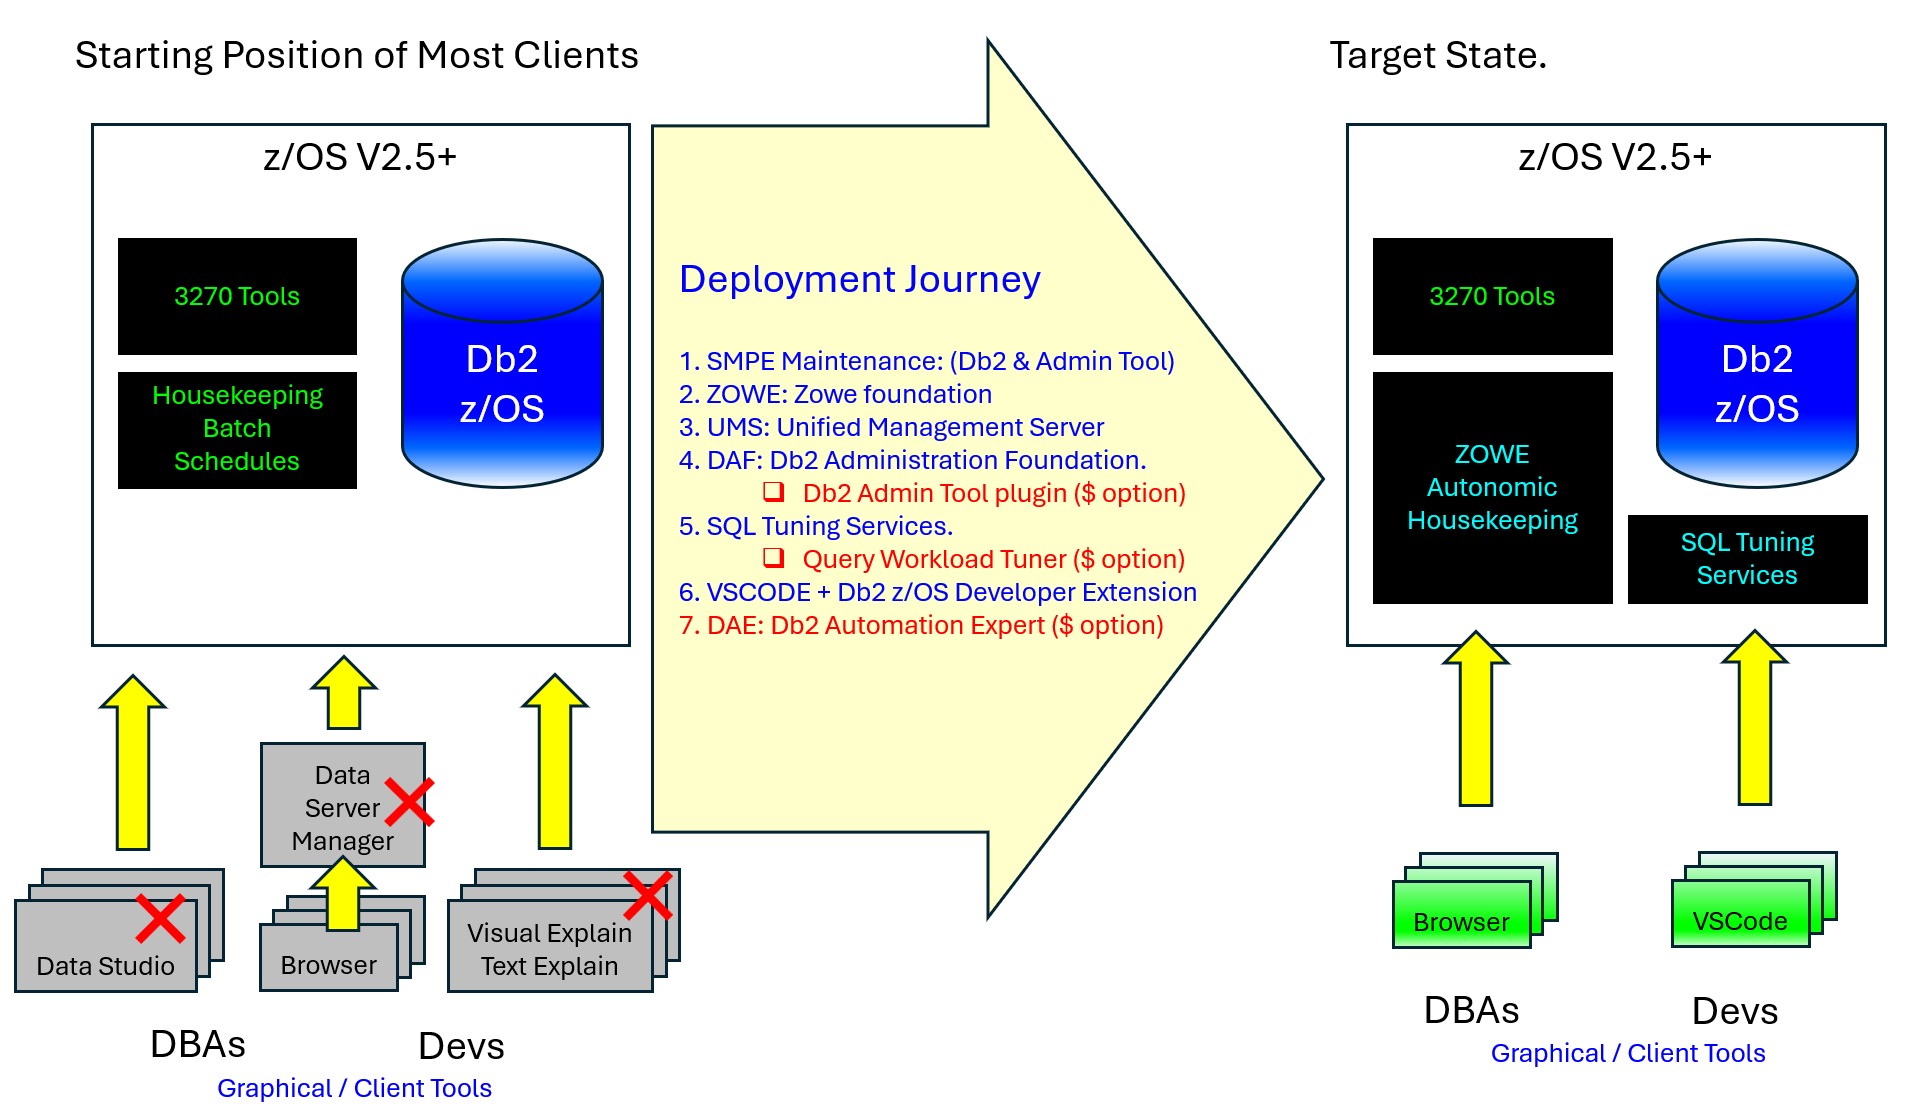 Starting Position of Most Clients
z/OS V2.5+
3270 Tools
Housekeeping
Batch
Schedules
Db2
z/OS
Data
Server
Manager
Data Studio
Browser
Visual Explain
Text Explain
DBAs
Devs
Graphical / Client Tools
Deployment Journey
1. SMPE Maintenance: (Db2 & Admin Tool)
2. ZOWE: Zowe foundation
3. UMS: Unified Management Server
4. DAF: Db2 Administration Foundation.
❑ Db2 Admin Tool plugin ($ option)
5. SQL Tuning Services.
❑ Query Workload Tuner ($ option)
6. VSCODE + Db2 z/OS Developer Extension
7. DAE: Db2 Automation Expert ($ option)
Target State.
z/OS V2.5+
3270 Tools
ZOWE
Autonomic
Housekeeping
Db2
z/OS
SQL Tuning
Services
Browser
VSCode
DBAs
Devs
Graphical / Client Tools